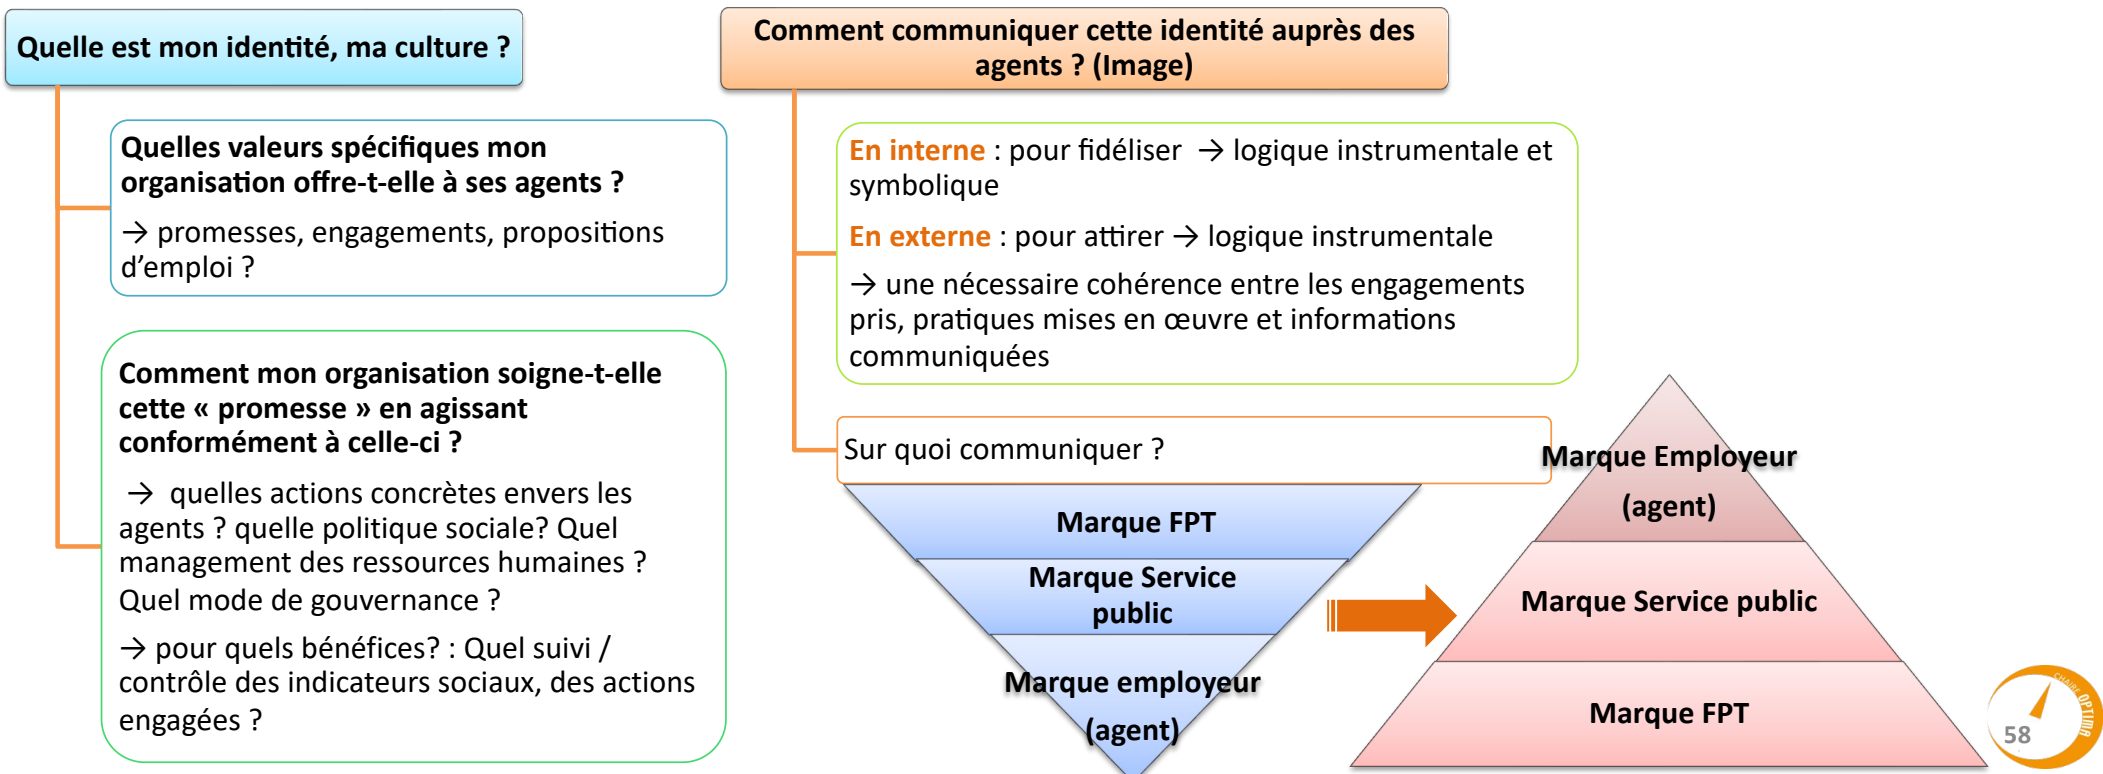 Quelle est mon identité, ma culture ?
Quelles valeurs spécifiques mon
organisation offre-t-elle à ses agents ?
→ promesses, engagements, propositions
d’emploi ?
Comment mon organisation soigne-t-elle
cette « promesse » en agissant
conformément à celle-ci ?
→ quelles actions concrètes envers les
agents ? quelle politique sociale? Quel
management des ressources humaines ?
Quel mode de gouvernance ?
→ pour quels bénéfices? : Quel suivi /
contrôle des indicateurs sociaux, des actions
engagées ?
Comment communiquer cette identité auprès des
agents ? (Image)
En interne : pour fidéliser → logique instrumentale et
symbolique
En externe : pour attirer → logique instrumentale
→ une nécessaire cohérence entre les engagements
pris, pratiques mises en œuvre et informations
communiquées
Sur quoi communiquer ?
Marque FPT
Marque Service
public
Marque employeur
(agent)
Marque Employeur
(agent)
Marque Service public
Marque FPT
CHAIRE OPTIMA
58